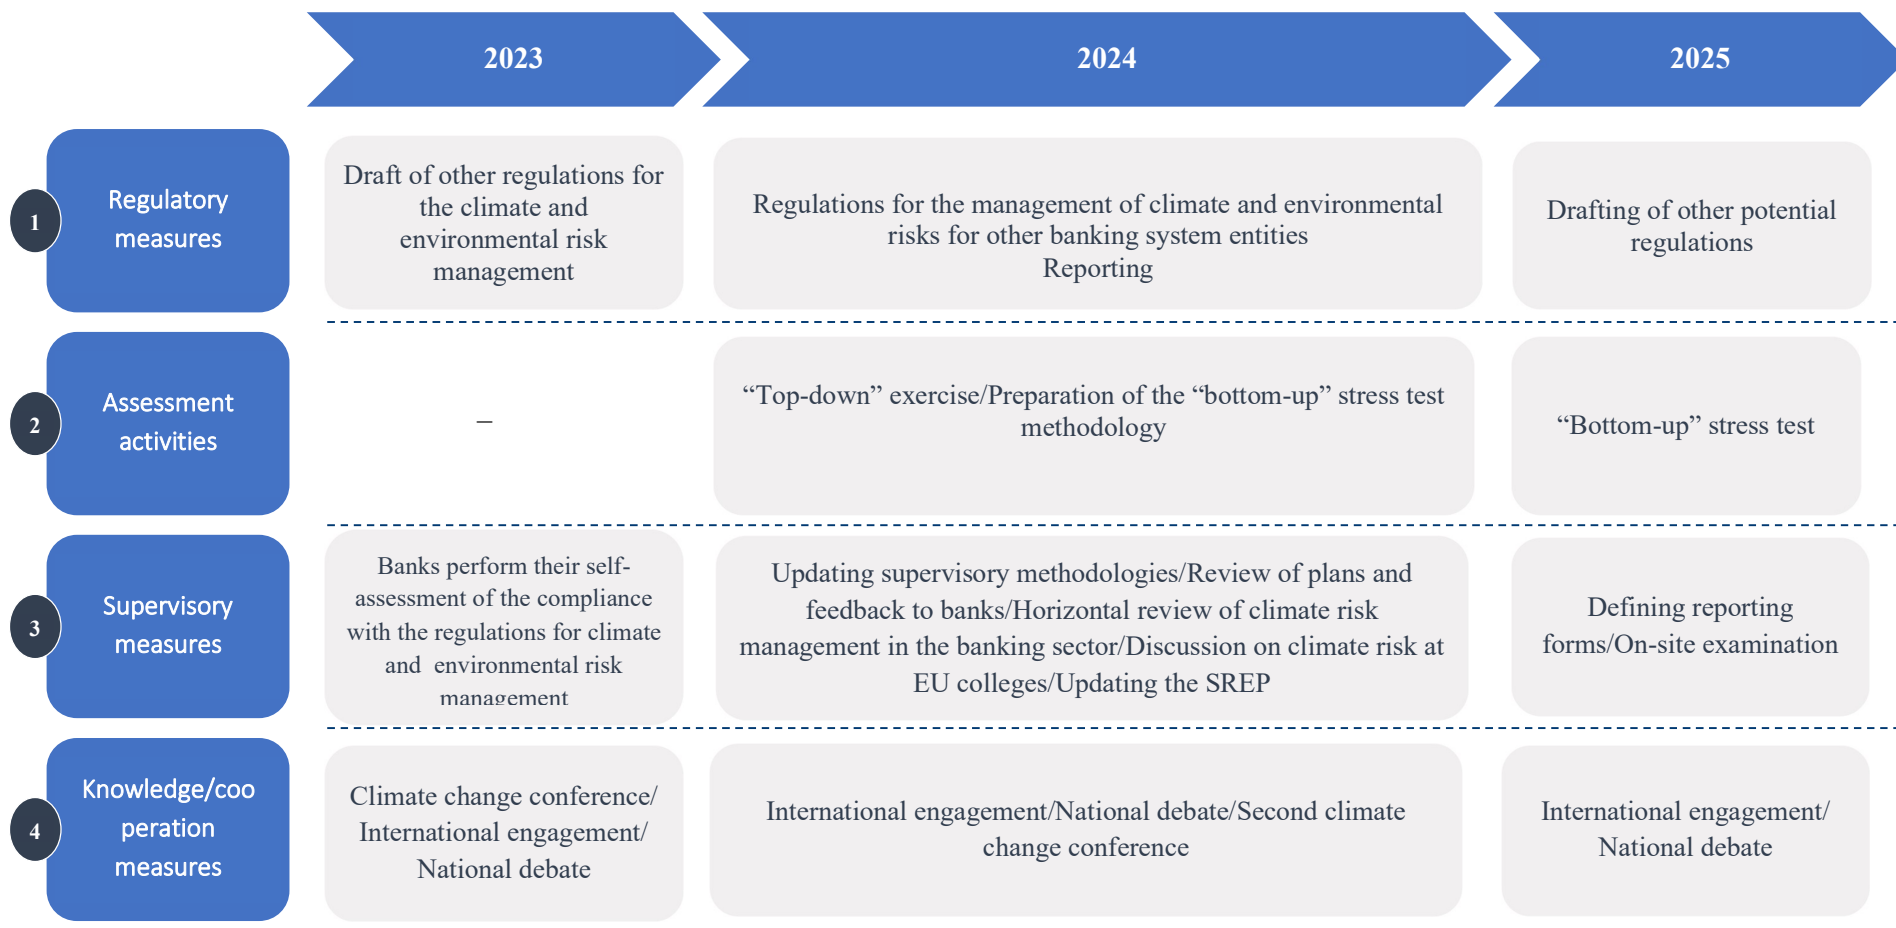 2023
2024
2025
1
Regulatory
measures
Draft of other regulations for
the climate and
environmental risk
management
Regulations for the management of climate and environmental
risks for other banking system entities
Reporting
Drafting of other potential
regulations
2
Assessment
activities
–
“Top-down” exercise/Preparation of the “bottom-up” stress test
methodology
“Bottom-up” stress test
3
Supervisory
measures
Banks perform their self-
assessment of the compliance
with the regulations for climate
and environmental risk
management
Updating supervisory methodologies/Review of plans and
feedback to banks/Horizontal review of climate risk
management in the banking sector/Discussion on climate risk at
EU colleges/Updating the SREP
Defining reporting
forms/On-site examination
4
Knowledge/coo
peration
measures
Climate change conference/
International engagement/
National debate
International engagement/National debate/Second climate
change conference
International engagement/
National debate